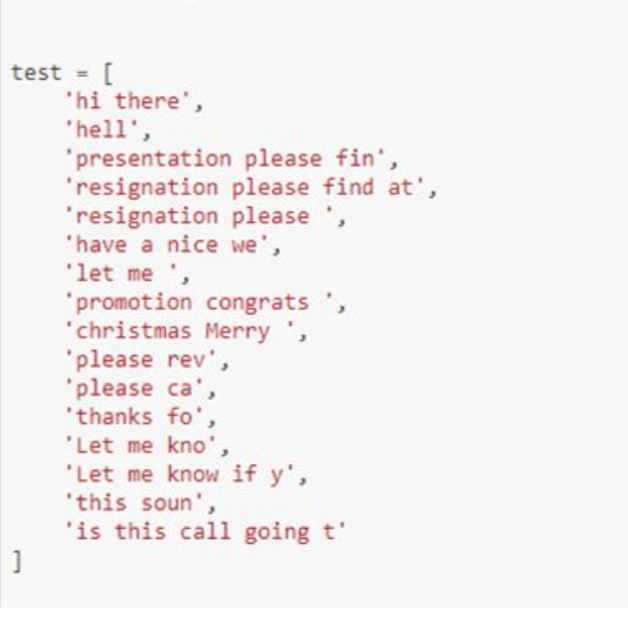 test = [
    'hi there',
    'hell',
    'presentation please fin',
    'resignation please find at',
    'resignation please ',
    'have a nice we',
    'let me ',
    'promotion congrats ',
    'christmas Merry ',
    'please rev',
    'please ca',
    'thanks fo',
    'Let me kno',
    'Let me know if y',
    'this soun',
    'is this call going t'
]